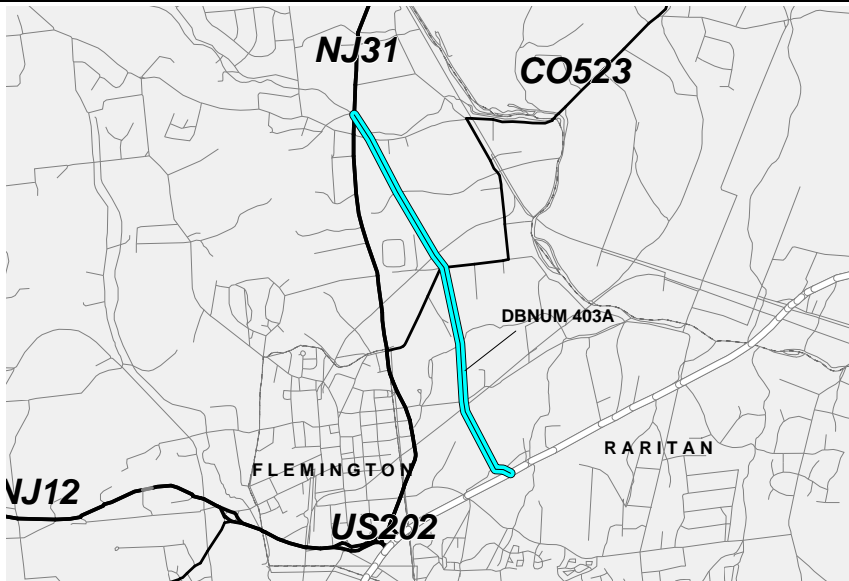 NJ31
CO523
DBNUM 403A
RARITAN
FLEMINGTON
NJ12
US202